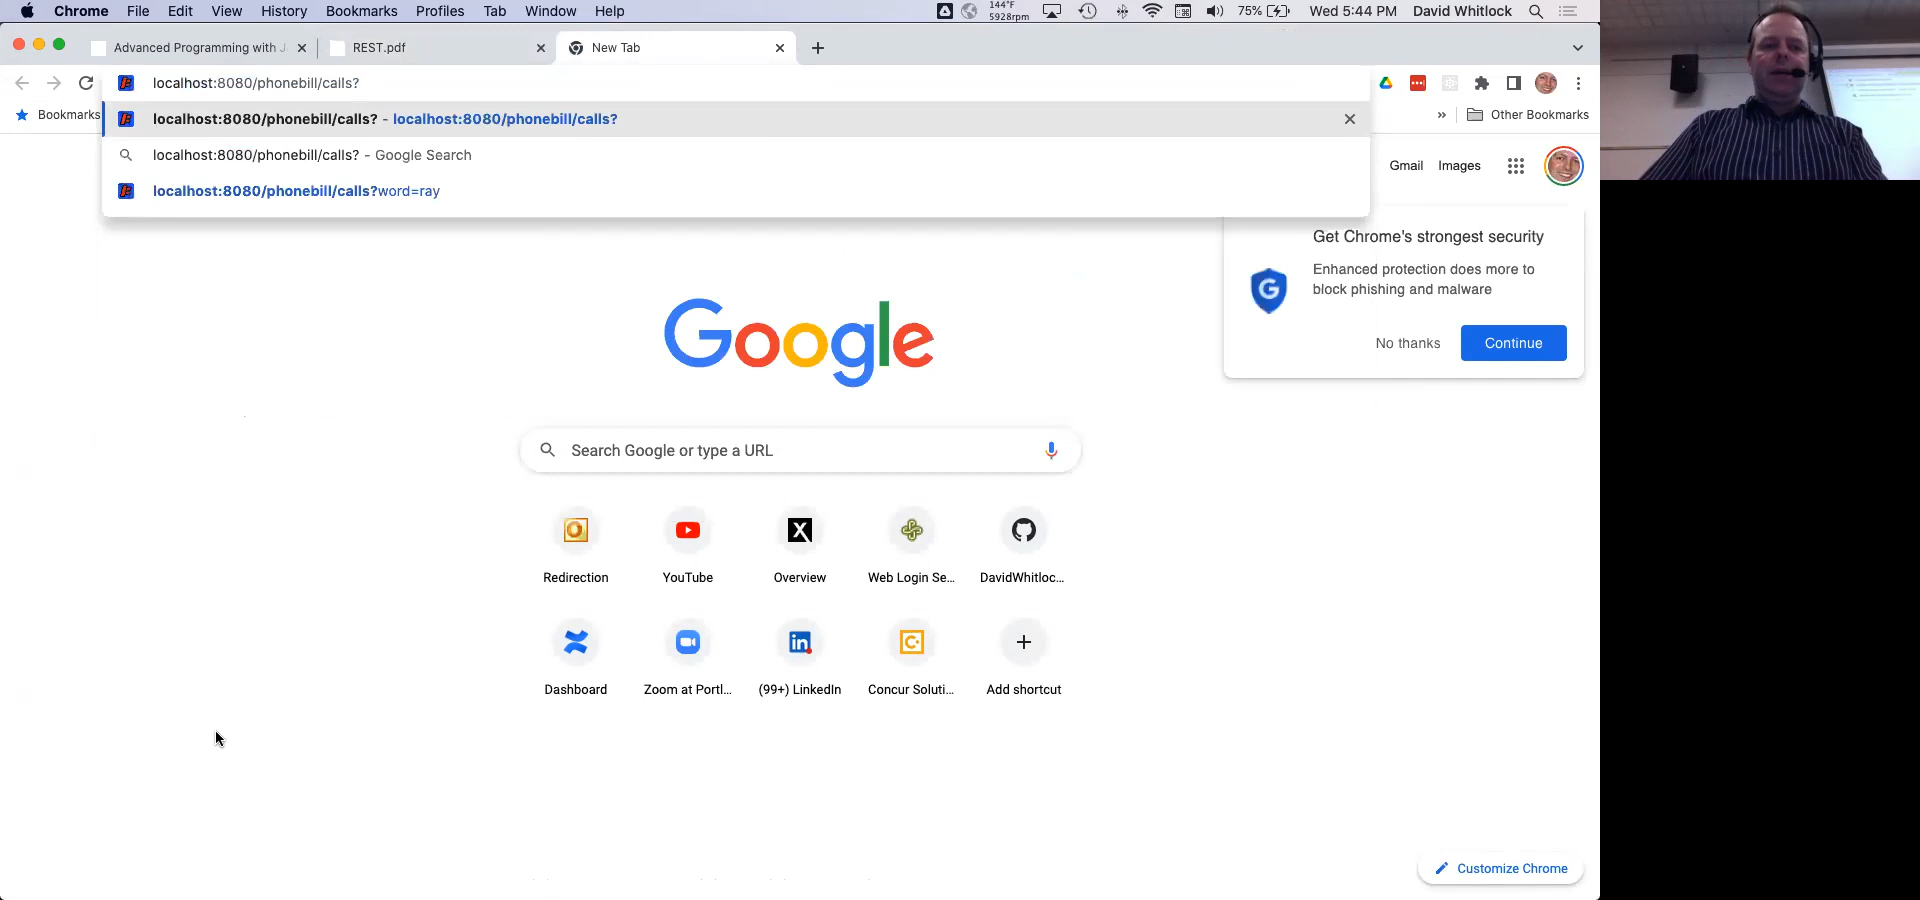 Chrome File Edit View History Bookmarks Profiles Tab Window Help 144°F 5928rpm 75% Wed 5:44 PM David Whitlock
Advanced Programming with J
REST.pdf
New Tab
localhost:8080/phonebill/calls?
Bookmarks
localhost:8080/phonebill/calls? - localhost:8080/phonebill/calls?
» Other Bookmarks
localhost:8080/phonebill/calls? - Google Search
Gmail Images
localhost:8080/phonebill/calls?word=ray
Get Chrome's strongest security
Enhanced protection does more to
block phishing and malware
No thanks Continue
Google
Search Google or type a URL
Redirection YouTube Overview Web Login Se... DavidWhitloc...
Dashboard Zoom at Portl... (99+) LinkedIn Concur Soluti... Add shortcut
Customize Chrome